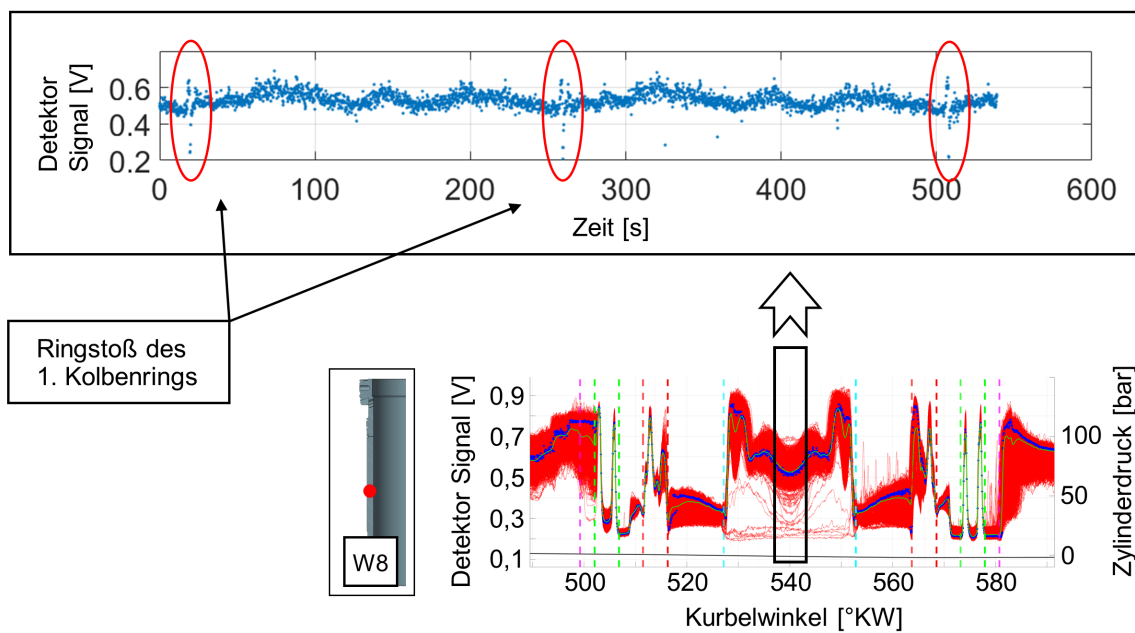 Detektor
Signal [V]
0.6
0.4
0.2
0
100
200
300
400
500
600
Zeit [s]
Ringstoß des
1. Kolbenrings
W8
Detektor Signal [V]
0,9
0,7
0,5
0,3
0,1
100
50
0
Zylinderdruck [bar]
500
520
540
560
580
Kurbelwinkel [°KW]